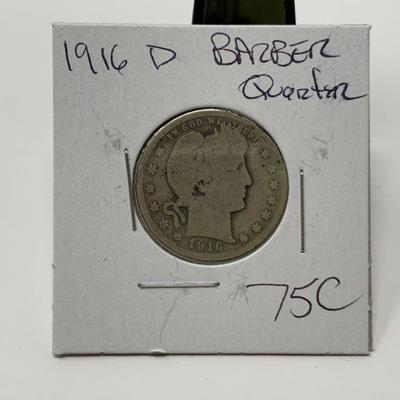 1916 D BARBER
Quarter
IN GOD WE TRUST
1916
75C